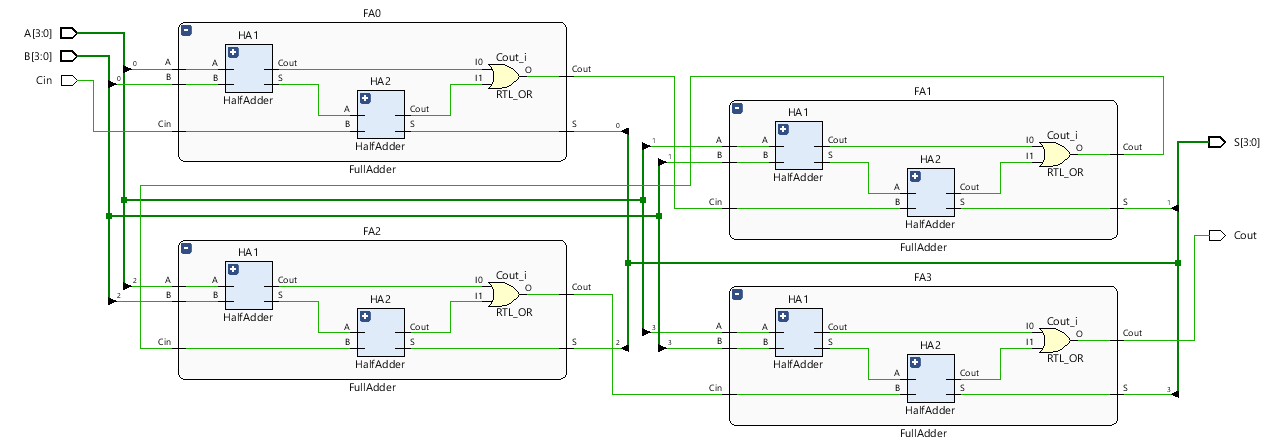 FA0
A[3:0]
B[3:0]
Cin
HA1
A
B
A
B
Cout
S
HalfAdder
HA2
A
B
Cout
S
HalfAdder
Cout_i
I0
I1
O
RTL_OR
Cout
Cin
S
0
0
0
FullAdder
FA1
HA1
1
1
A
B
A
B
Cout
S
HalfAdder
HA2
A
B
Cout
S
HalfAdder
Cout_i
I0
I1
O
RTL_OR
Cout
Cin
S
1
FullAdder
S[3:0]
Cout
FA2
HA1
2
2
A
B
A
B
Cout
S
HalfAdder
HA2
A
B
Cout
S
HalfAdder
Cout_i
I0
I1
O
RTL_OR
Cout
Cin
S
2
FullAdder
FA3
HA1
3
3
A
B
A
B
Cout
S
HalfAdder
HA2
A
B
Cout
S
HalfAdder
Cout_i
I0
I1
O
RTL_OR
Cout
Cin
S
3
FullAdder